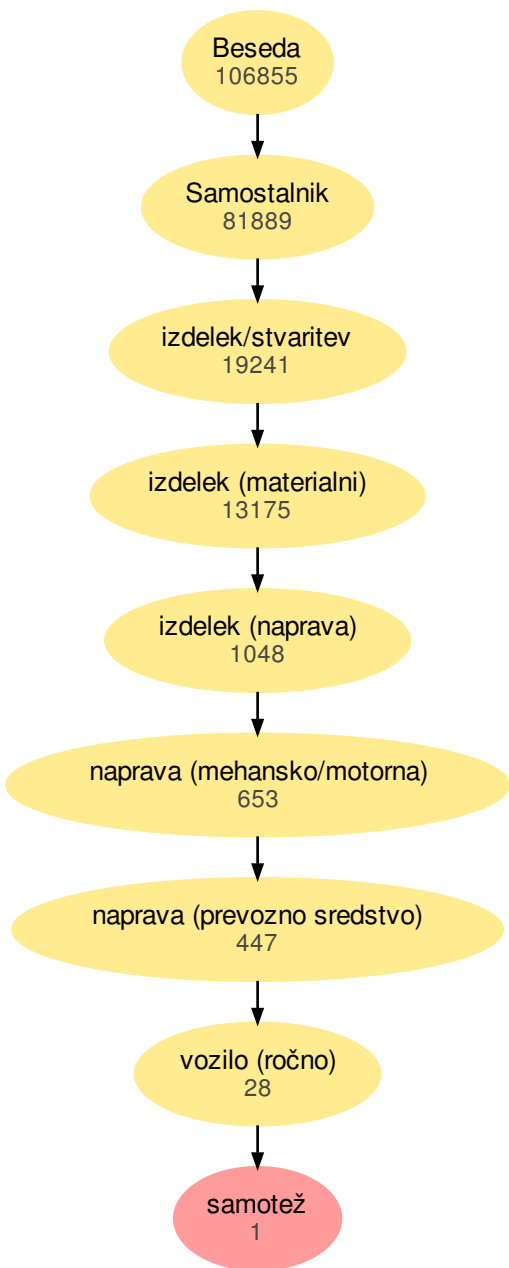 Beseda
106855
Samostalnik
81889
izdelek/stvaritev
19241
izdelek (materialni)
13175
izdelek (naprava)
1048
naprava (mehansko/motorna)
653
naprava (prevozno sredstvo)
447
vozilo (ročno)
28
samotež
1